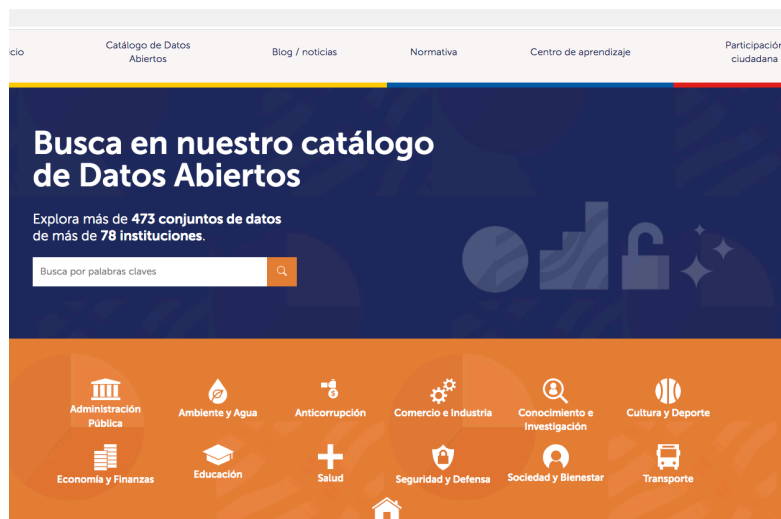 Catálogo de Datos
Abiertos
Blog / noticias
Normativa
Centro de aprendizaje
Participación
ciudadana
Busca en nuestro catálogo
de Datos Abiertos
Explora más de 473 conjuntos de datos
de más de 78 instituciones.
Busca por palabras claves
Administración
Pública
Ambiente y Agua
Anticorrupción
Comercio e Industria
Conocimiento e
Investigación
Cultura y Deporte
Economía y Finanzas
Educación
Salud
Seguridad y Defensa
Sociedad y Bienestar
Transporte